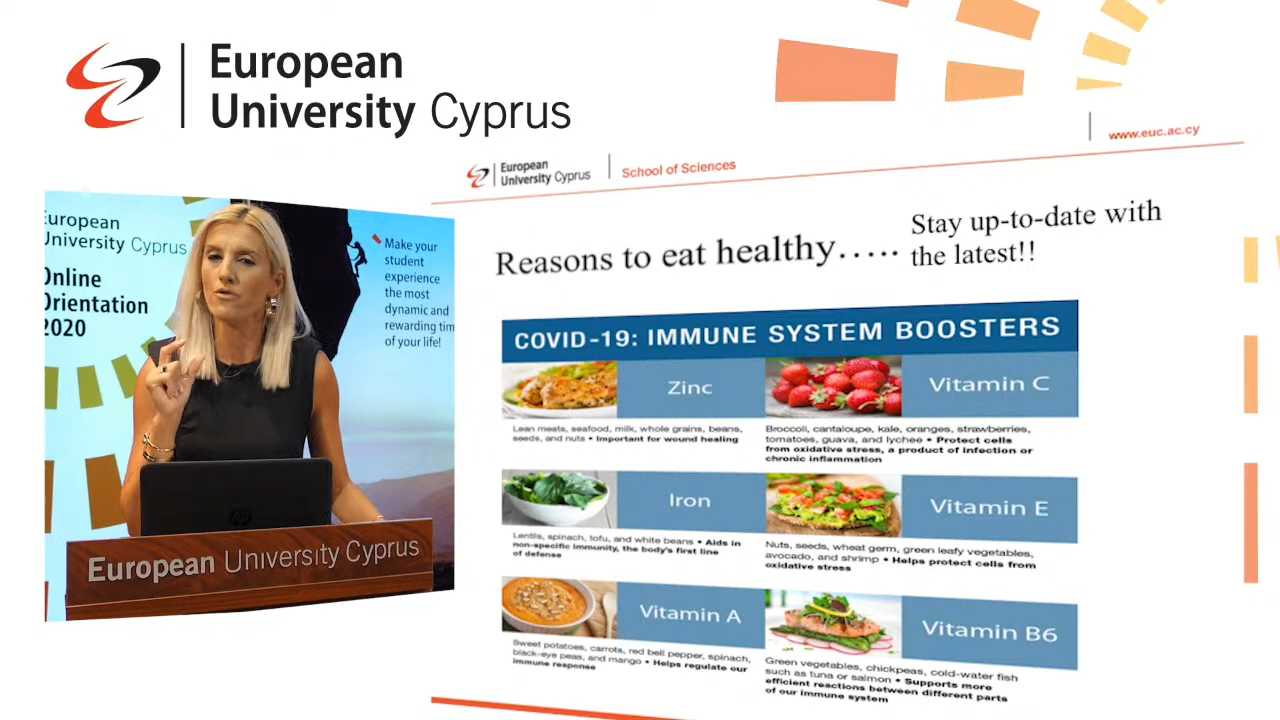 European
University Cyprus
European
University Cyprus
School of Sciences
www.euc.ac.cy
European
University Cyprus
Online
Orientation
2020
Make your
student
experience
the most
dynamic and
rewarding tim
of your life!
European University Cyprus
Reasons to eat healthy.....
Stay up-to-date with
the latest!!
COVID-19: IMMUNE SYSTEM BOOSTERS
Zinc
Lean meats, seafood, milk, whole grains, beans,
seeds, and nuts • Important for wound healing
Vitamin C
Broccoli, cantaloupe, kale, oranges, strawberries,
tomatoes, guava, and lychee • Protect cells
from oxidative stress, a product of infection or
chronic inflammation
Iron
Lentils, spinach, tofu, and white beans • Aids in
non-specific immunity, the body's first line
of defense
Vitamin E
Nuts, seeds, wheat germ, green leafy vegetables,
avocado, and shrimp • Helps protect cells from
oxidative stress
Vitamin A
Sweet potatoes, carrots, red bell pepper, spinach,
black-eye peas, and mango • Helps regulate our
immune response
Vitamin B6
Green vegetables, chickpeas, cold-water fish
such as tuna or salmon • Supports more
efficient reactions between different parts
of our immune system